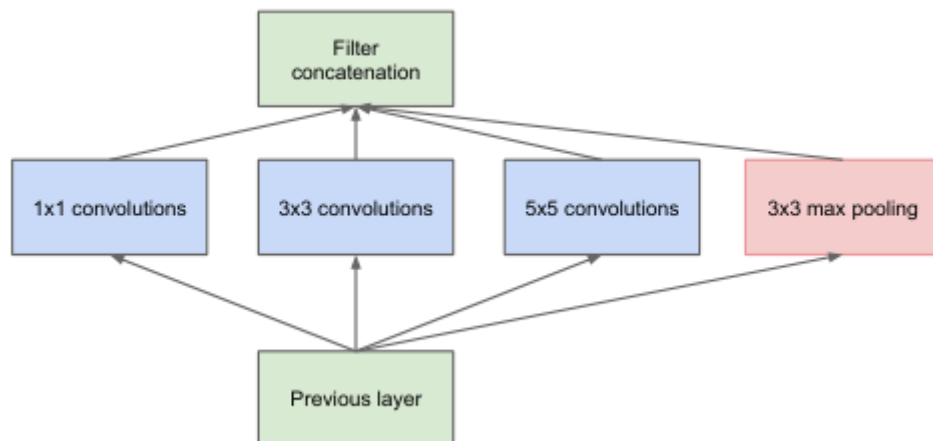 Filter
concatenation
1x1 convolutions
3x3 convolutions
5x5 convolutions
3x3 max pooling
Previous layer